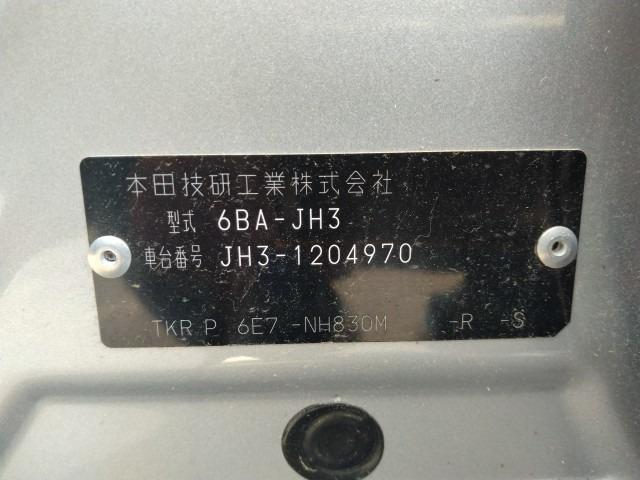 本田技研工業株式会社
型式 6BA-JH3
車台番号 JH3-1204970
TKR P 6E7 -NH830M -R -S